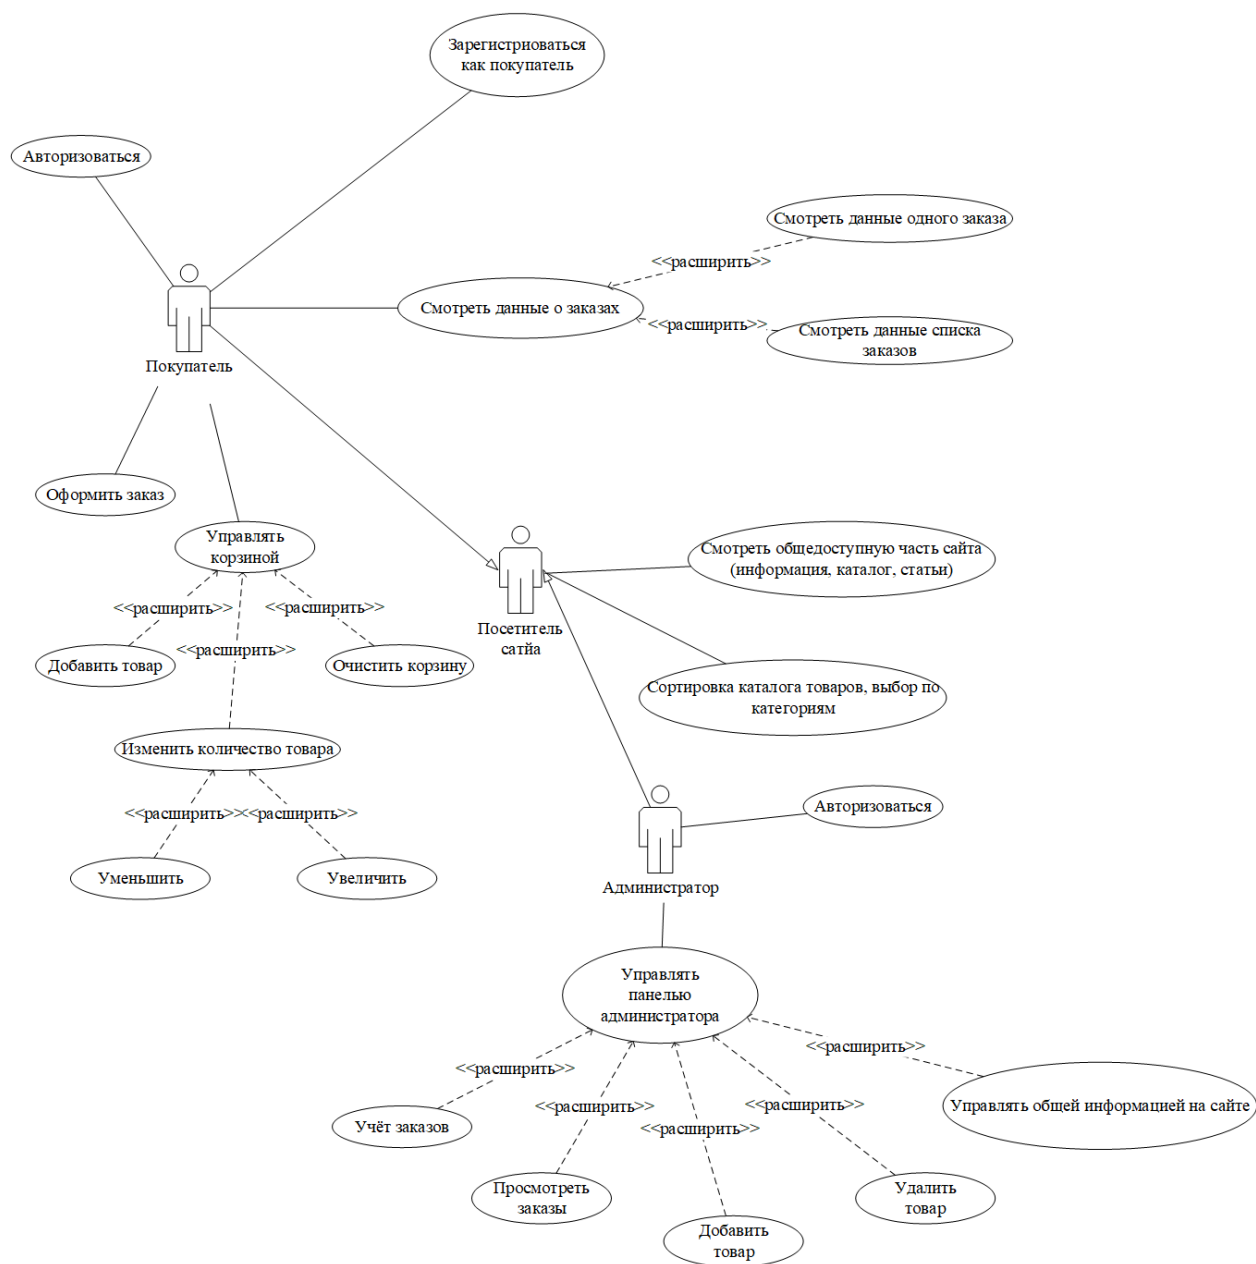 Зарегистриоваться
как покупатель
Авторизоваться
Смотреть данные одного заказа
<<расширить>>
Смотреть данные о заказах
<<расширить>>
Смотреть данные списка
заказов
Покупатель
Оформить заказ
Управлять
корзиной
Смотреть общедоступную часть сайта
(информация, каталог, статьи)
<<расширить>>
<<расширить>>
<<расширить>>
Посетитель
сатйа
Добавить товар
Очистить корзину
Сортировка каталога товаров, выбор по
категориям
Изменить количество товара
<<расширить>>
<<расширить>>
Авторизоваться
Уменьшить
Увеличить
Администратор
Управлять
панелью
администратора
<<расширить>>
<<расширить>>
<<расширить>>
<<расширить>>
<<расширить>>
Управлять общей информацией на сайте
Учёт заказов
Просмотреть
заказы
Удалить
товар
Добавить
товар